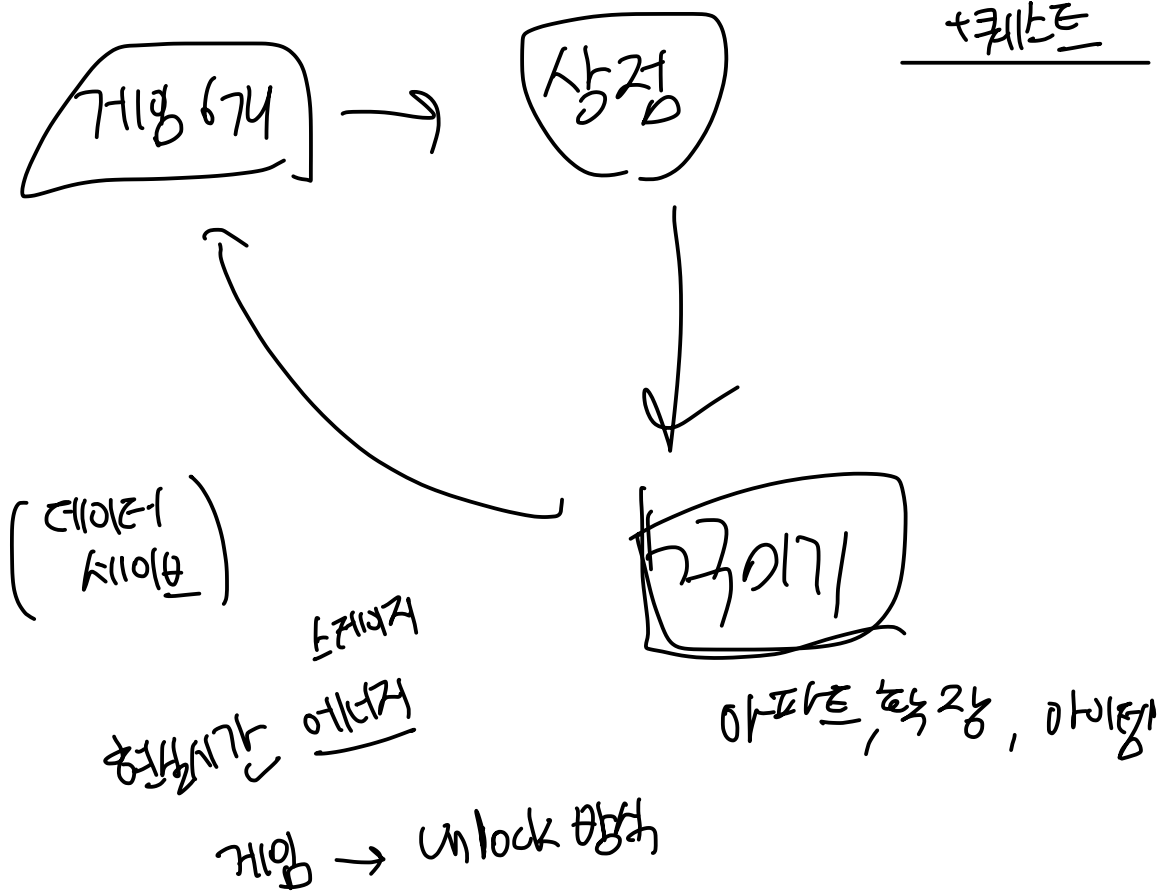 +퀘스트
게임 6개
상점
꾸미기
데이터
세이브
스테이지
현실시간 에너지
아파트, 확장, 아이템
게임 → unlock 방식